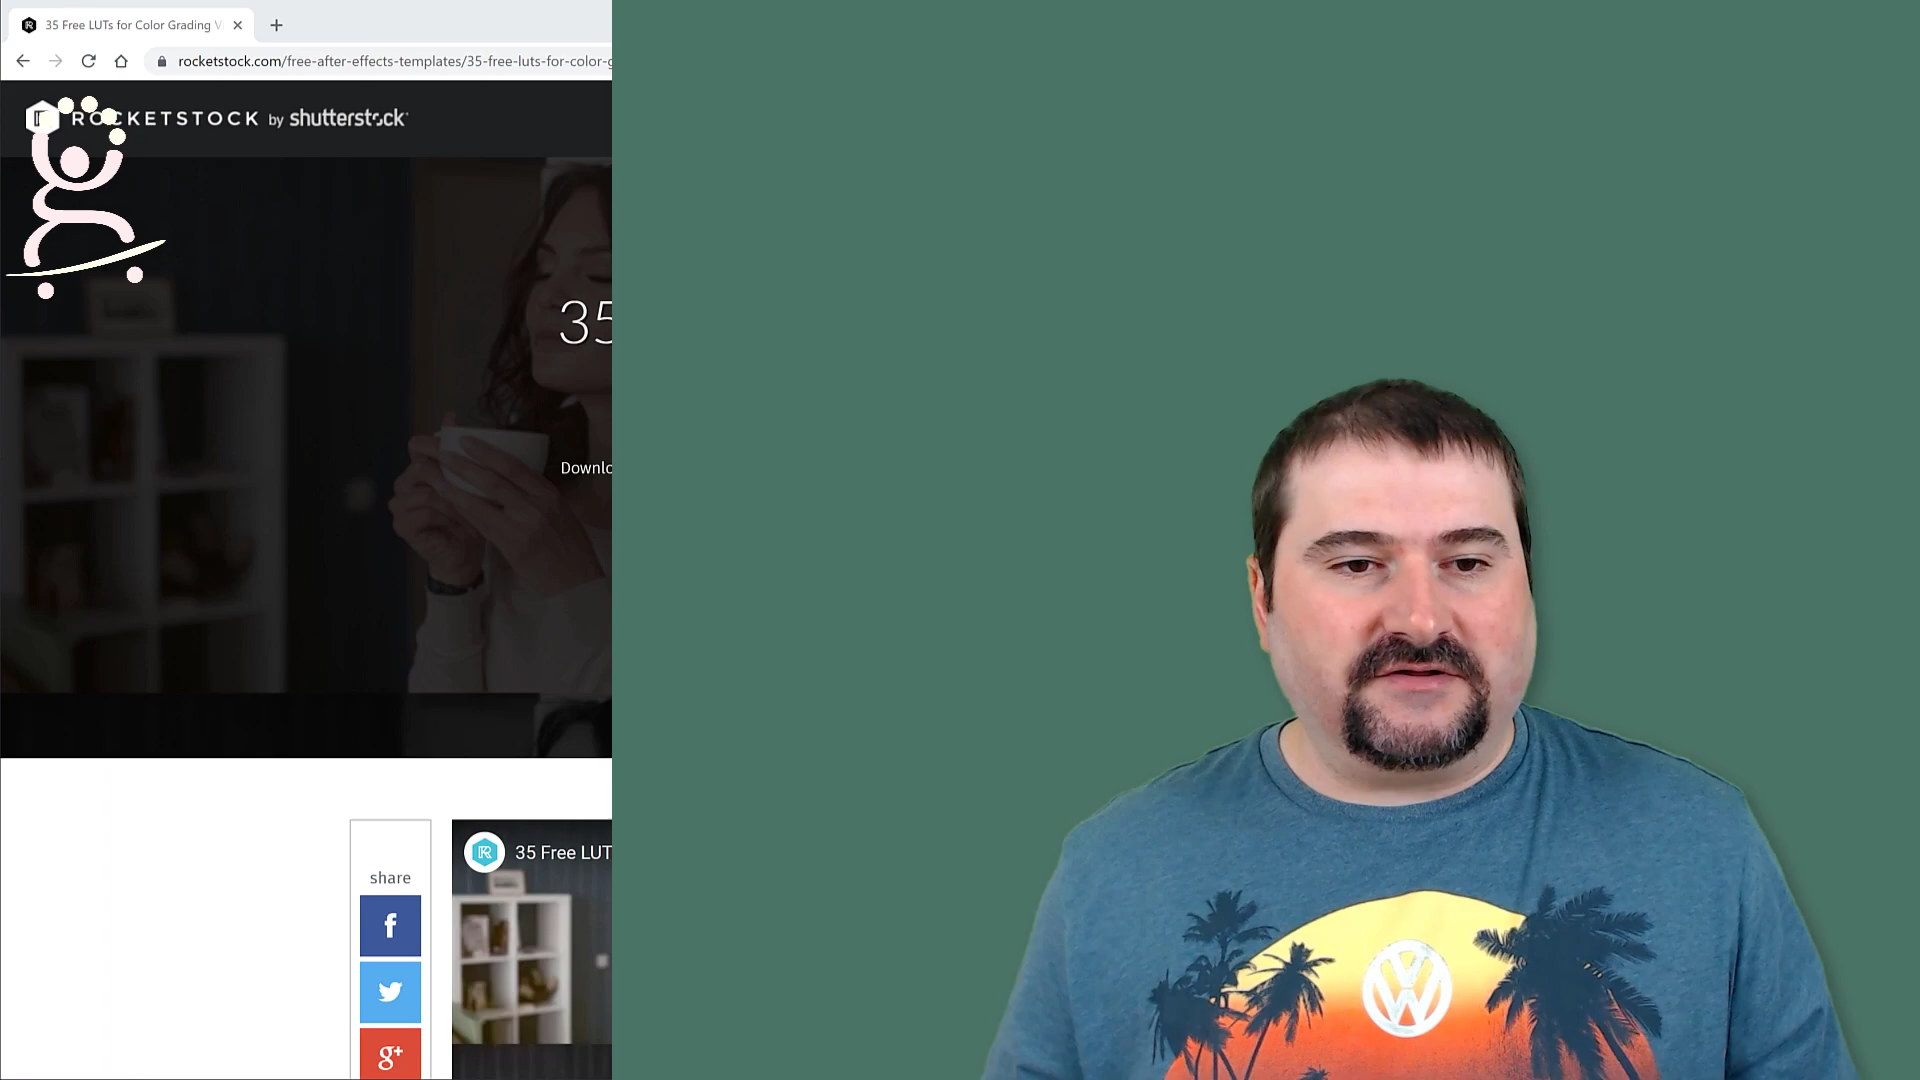 35 Free LUTs for Color Grading V
rocketstock.com/free-after-effects-templates/35-free-luts-for-color-g
ROCKETSTOCK by shutterstock
35
Downlo
share
f
g+
35 Free LUT
VW